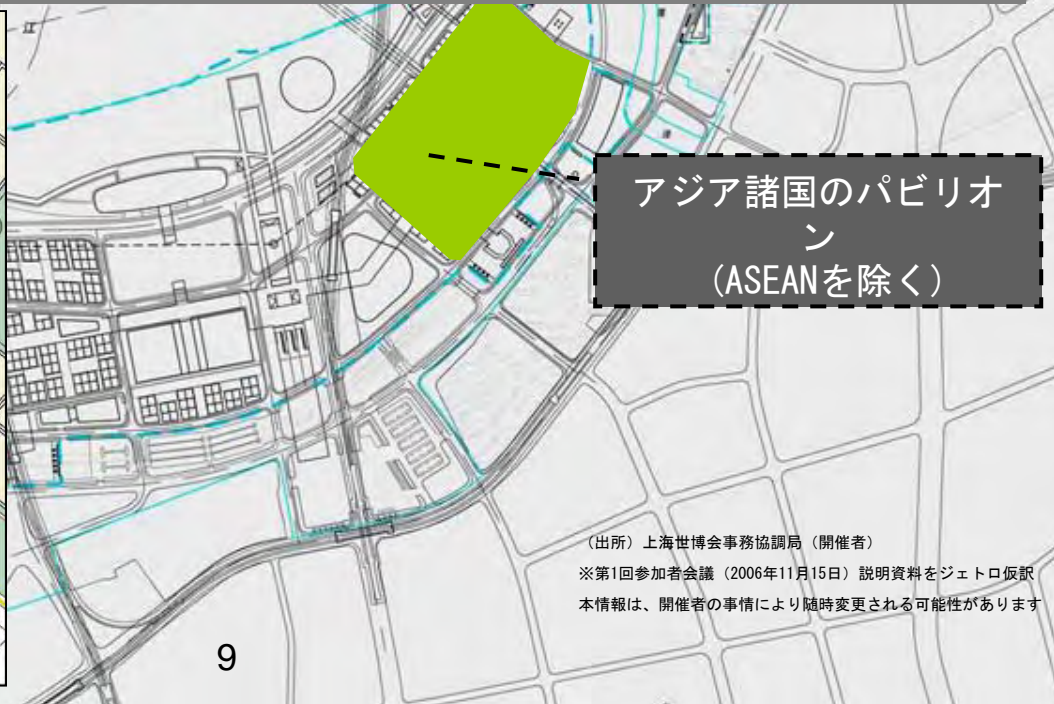 江
アジア諸国のパビリオ
ン
(ASEANを除く)
（出所）上海世博会事務協調局（開催者）
※第1回参加者会議（2006年11月15日）説明資料をジェトロ仮訳
本情報は、開催者の事情により随時変更される可能性があります
9